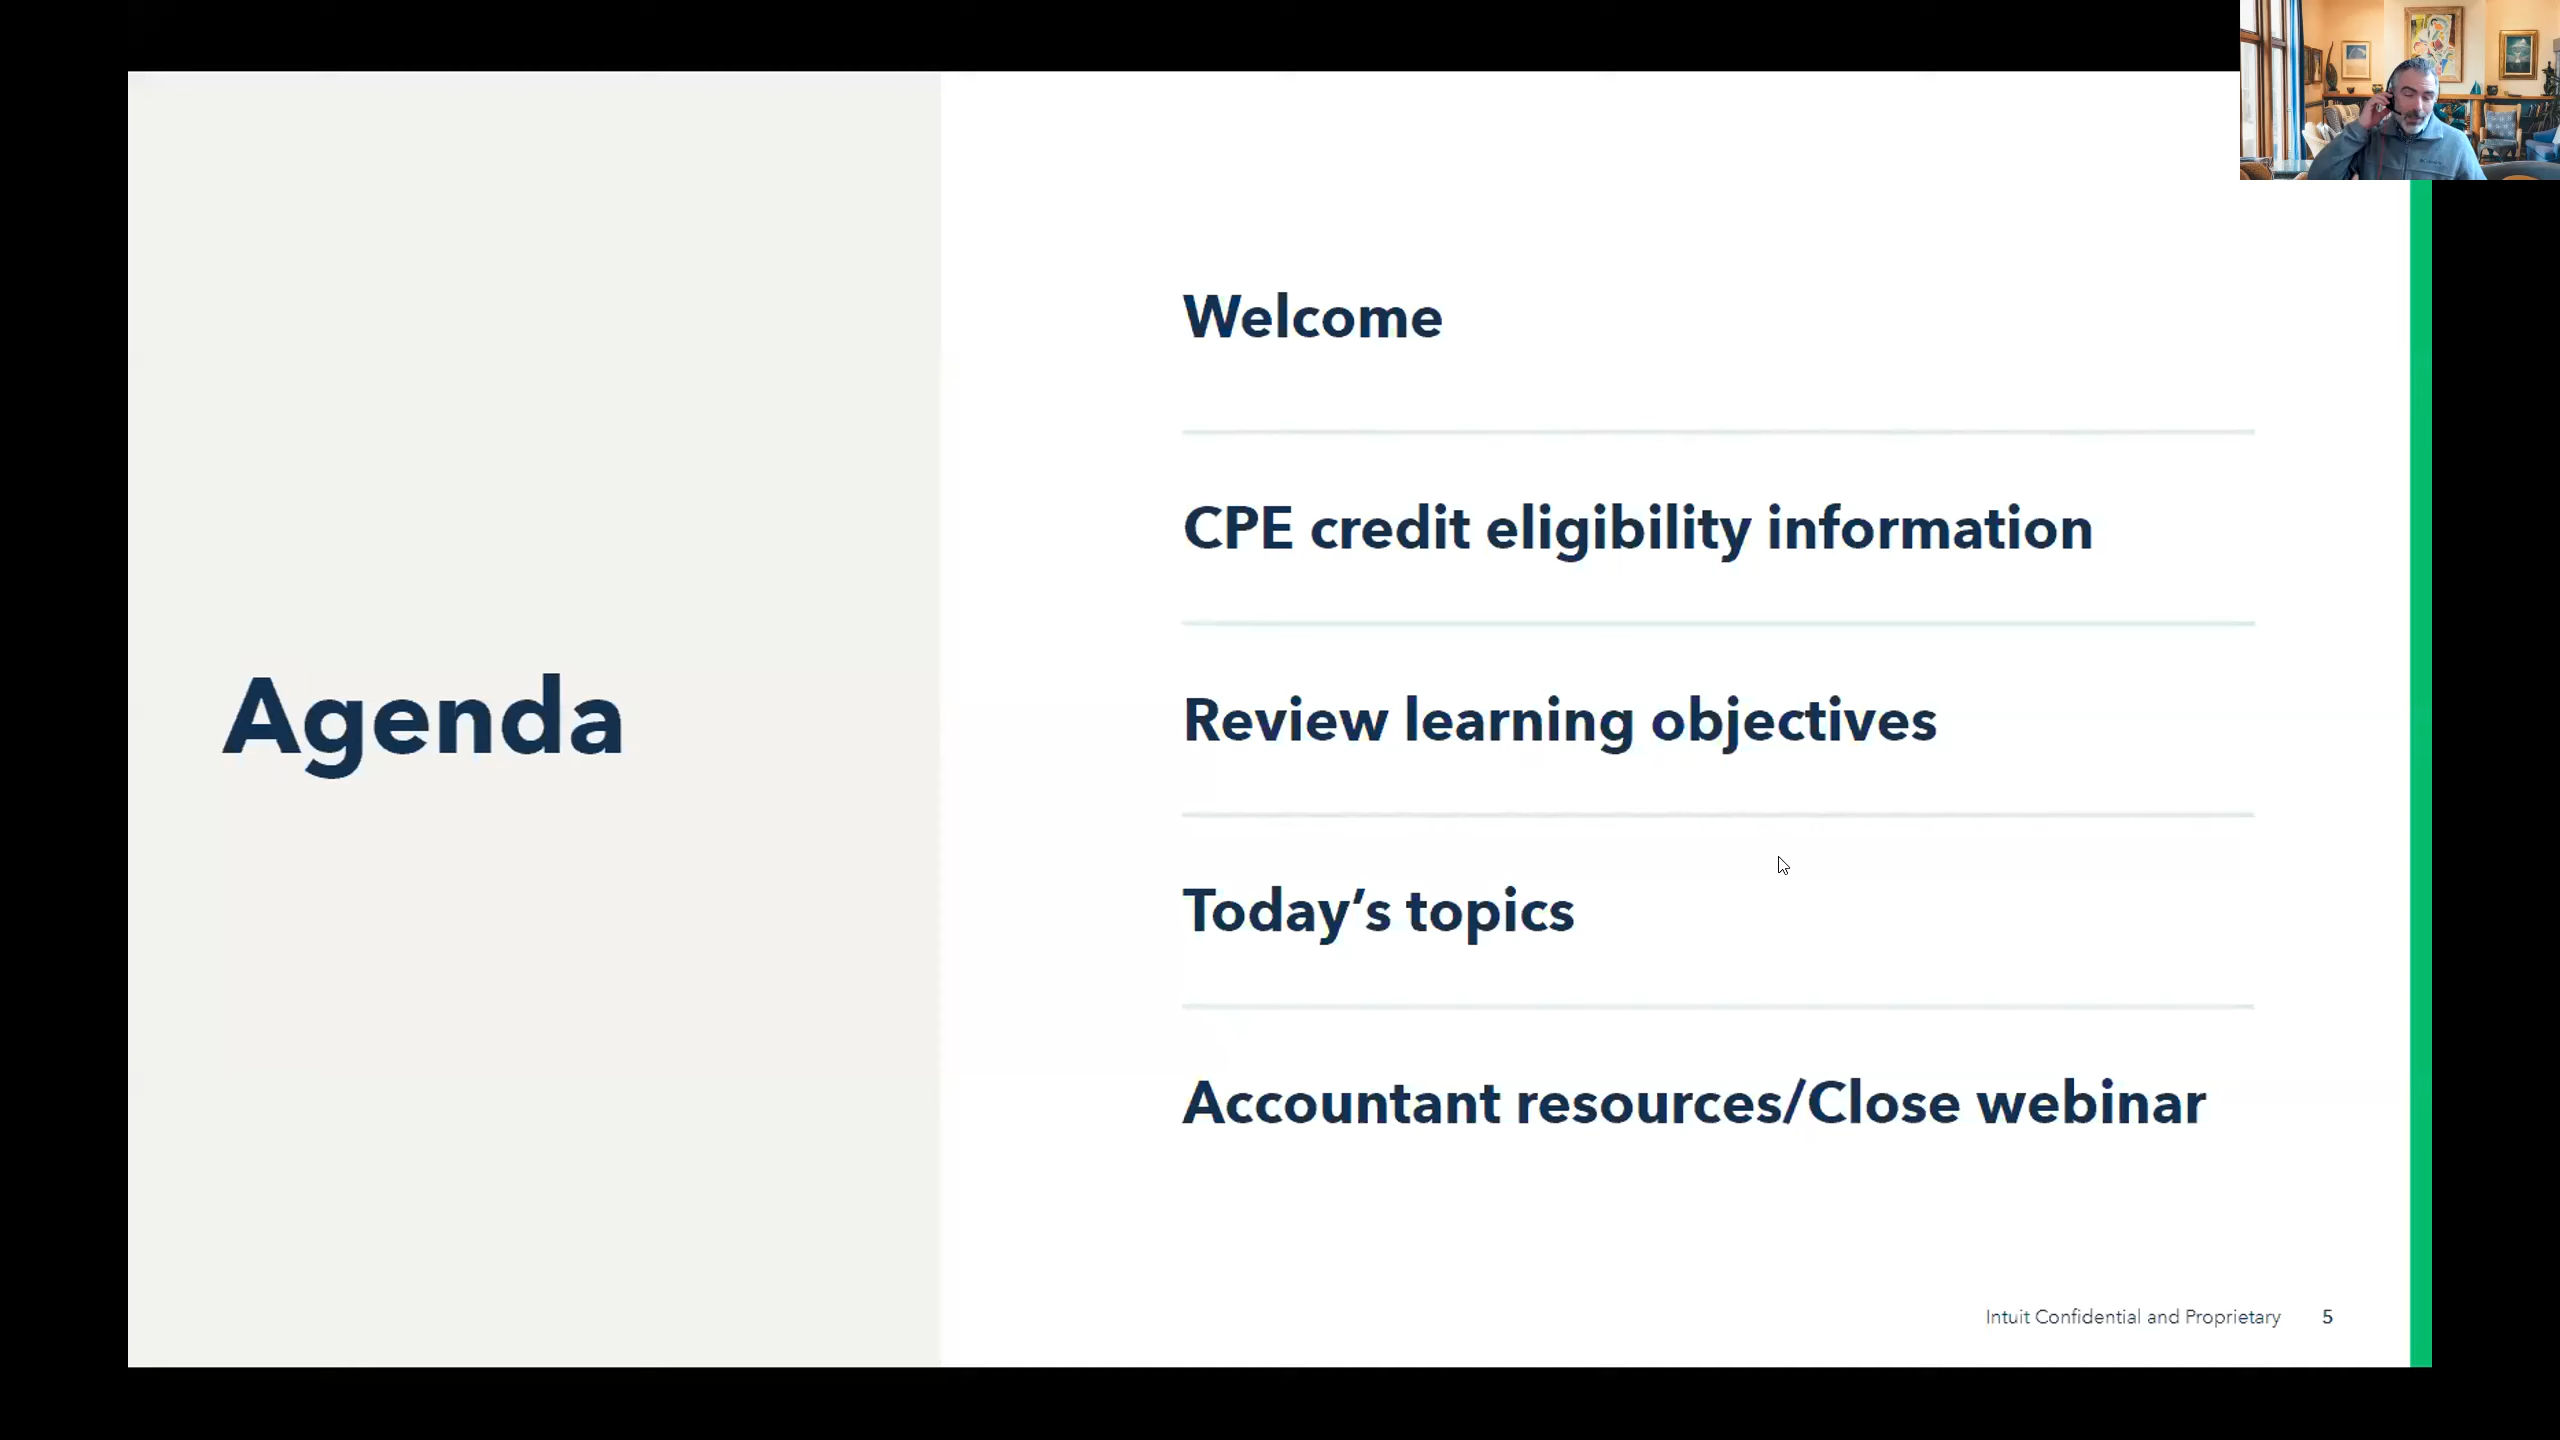 Agenda
Welcome
CPE credit eligibility information
Review learning objectives
Today’s topics
Accountant resources/Close webinar
Intuit Confidential and Proprietary 5